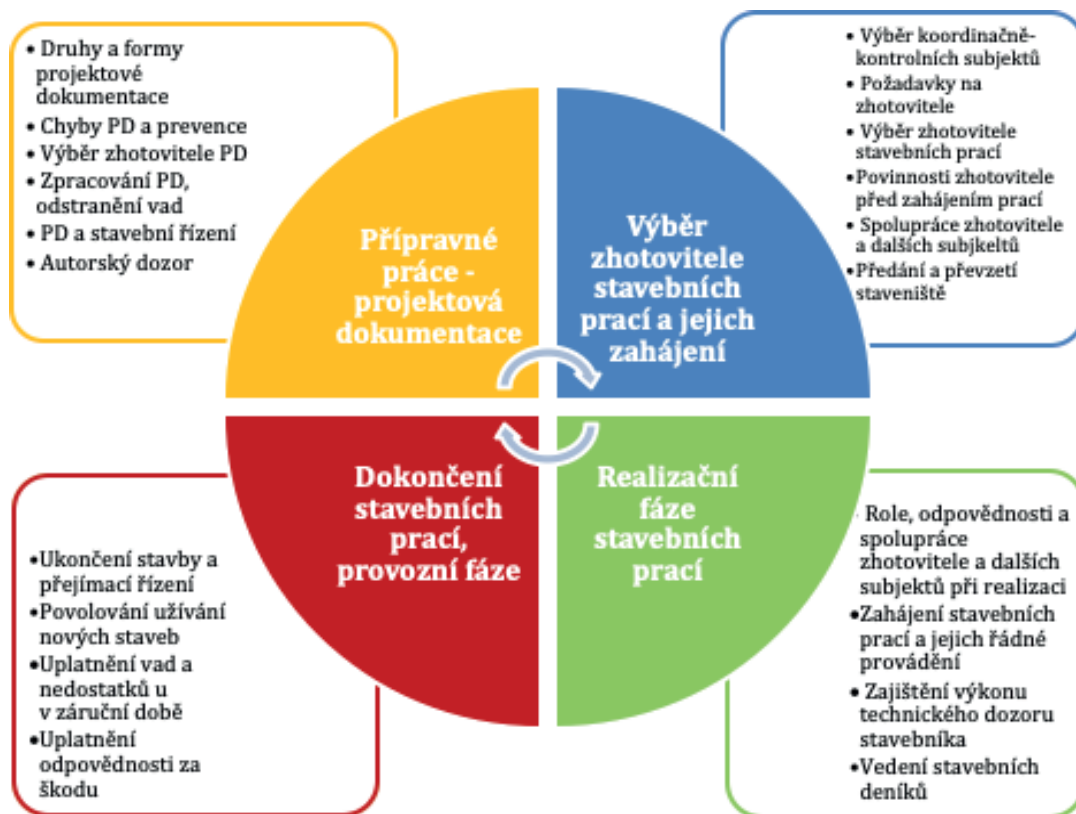 • Druhy a formy
projektové
dokumentace
• Chyby PD a prevence
• Výběr zhotovitele PD
• Zpracování PD,
odstranění vad
• PD a stavební řízení
• Autorský dozor
Přípravné
práce -
projektová
dokumentace
• Výběr koordinačně-
kontrolních subjektů
• Požadavky na
zhotovitele
• Výběr zhotovitele
stavebních prací
•Povinnosti zhotovitele
před zahájením prací
• Spolupráce zhotovitele
a dalších subjkeltů
•Předání a převzetí
staveniště
Výběr
zhotovitele
stavebních
prací a jejich
zahájení
•Ukončení stavby a
přejímací řízení
•Povolování užívání
nových staveb
•Uplatnění vad a
nedostatků u
v záruční době
•Uplatnění
odpovědnosti za
škodu
Dokončení
stavebních
prací,
provozní fáze
Realizační
fáze
stavebních
prací
• Role, odpovědnosti a
spolupráce
zhotovitele a dalších
subjektů při realizaci
•Zahájení stavebních
prací a jejich řádné
provádění
• Zajištění výkonu
technického dozoru
stavebníka
•Vedení stavebních
deníků